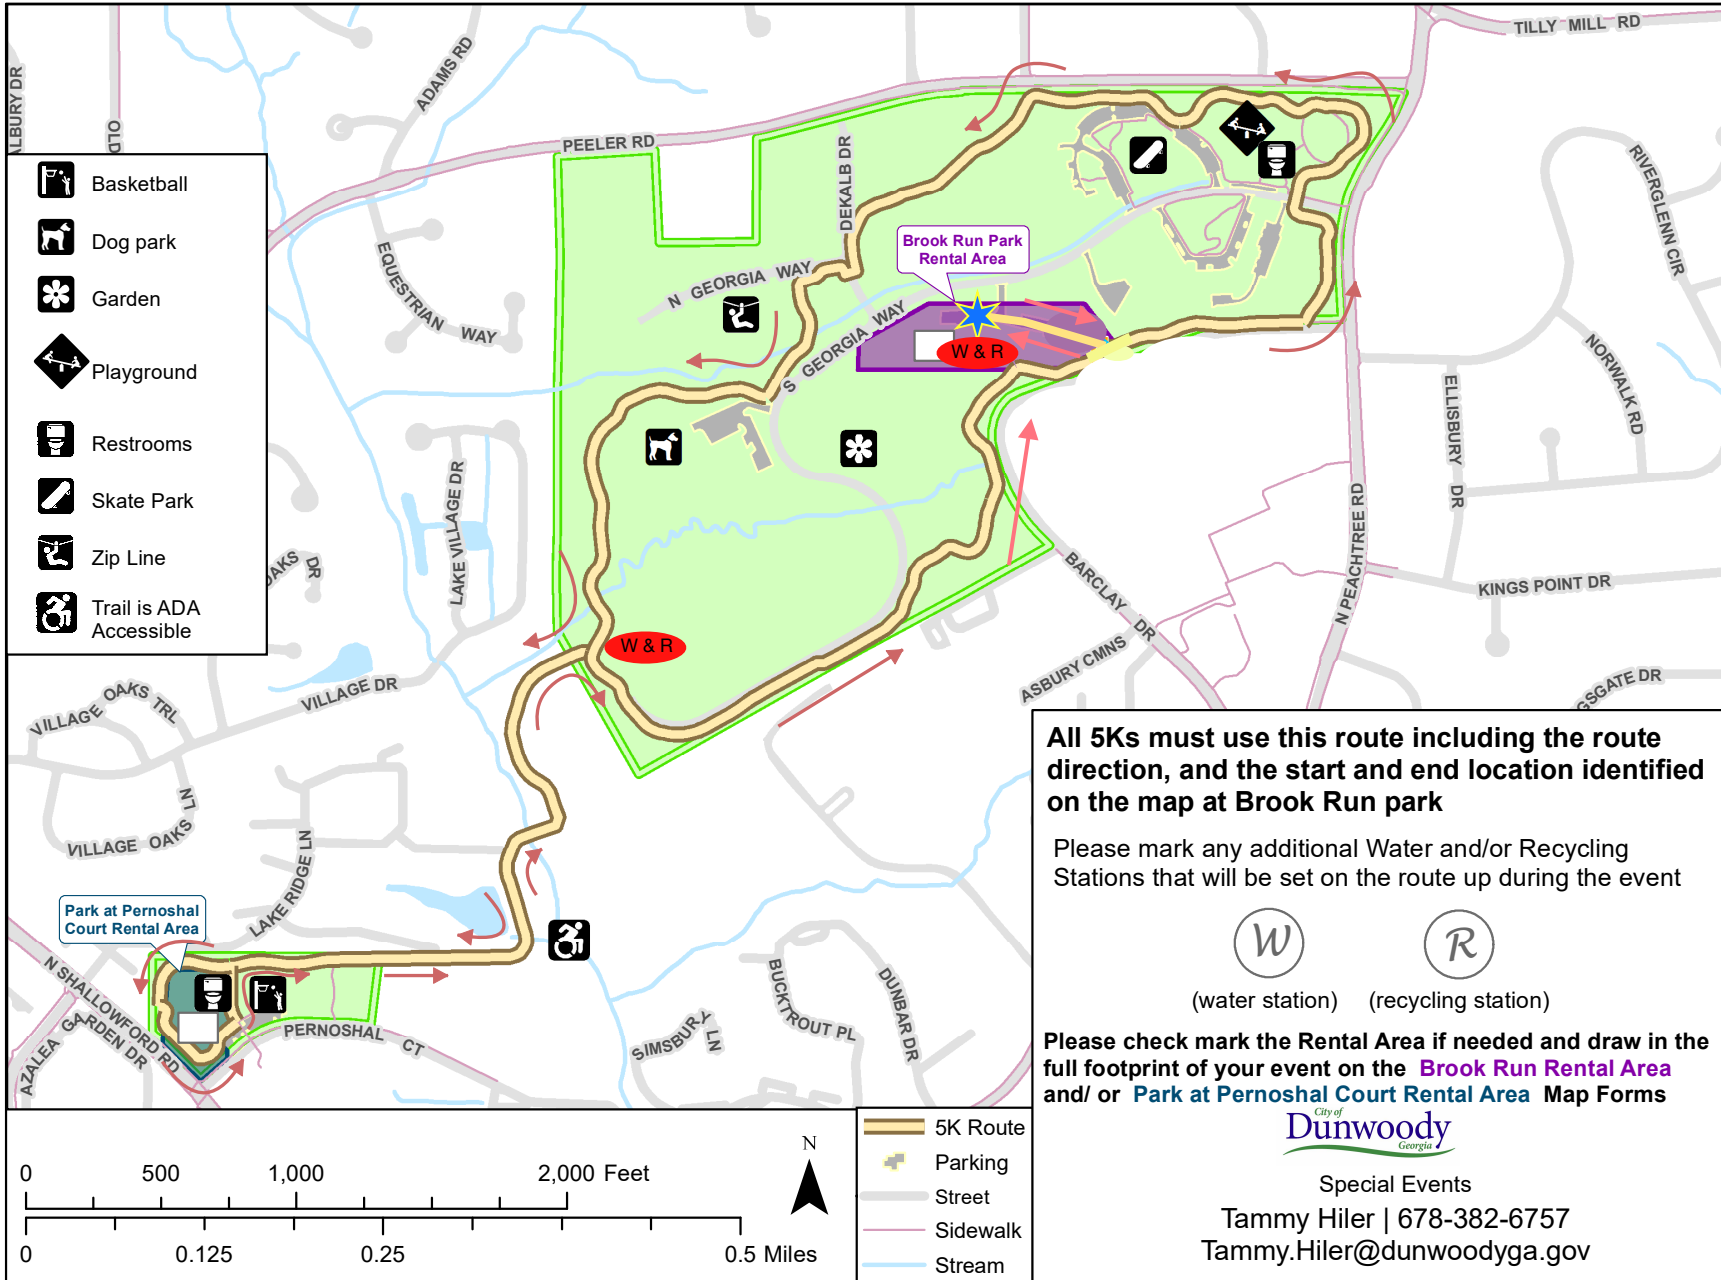 TILLY MILL RD
ALBURY DR
OLD
ADAMS RD
PEELER RD
DEKALB DR
RIVERGLENN CIR
Basketball
Dog park
Garden
Playground
Restrooms
Skate Park
Zip Line
Trail is ADA
Accessible
EQUESTRIAN WAY
Brook Run Park
Rental Area
N GEORGIA WAY
S GEORGIA WAY
W & R
NORWALK RD
ELLISBURY DR
LAKE VILLAGE DR
OAKS DR
N PEACHTREE RD
BARCLAY DR
KINGS POINT DR
ASBURY CMNS
GSGATE DR
W & R
VILLAGE DR
VILLAGE OAKS TRL
VILLAGE OAKS LN
LAKE RIDGE LN
Park at Pernoshal
Court Rental Area
N SHALLOWFORD RD
AZALEA GARDEN DR
PERNOSHAL CT
SIMSBURY LN
BUCKTROUT PL
DUNBAR DR
All 5Ks must use this route including the route
direction, and the start and end location identified
on the map at Brook Run park
Please mark any additional Water and/or Recycling
Stations that will be set on the route up during the event
W
R
(water station)
(recycling station)
Please check mark the Rental Area if needed and draw in the
full footprint of your event on the Brook Run Rental Area
and/ or Park at Pernoshal Court Rental Area Map Forms
City of
Dunwoody
Georgia
Special Events
Tammy Hiler | 678-382-6757
Tammy.Hiler@dunwoodyga.gov
5K Route
Parking
Street
Sidewalk
Stream
N
0 500 1,000 2,000 Feet
0 0.125 0.25 0.5 Miles